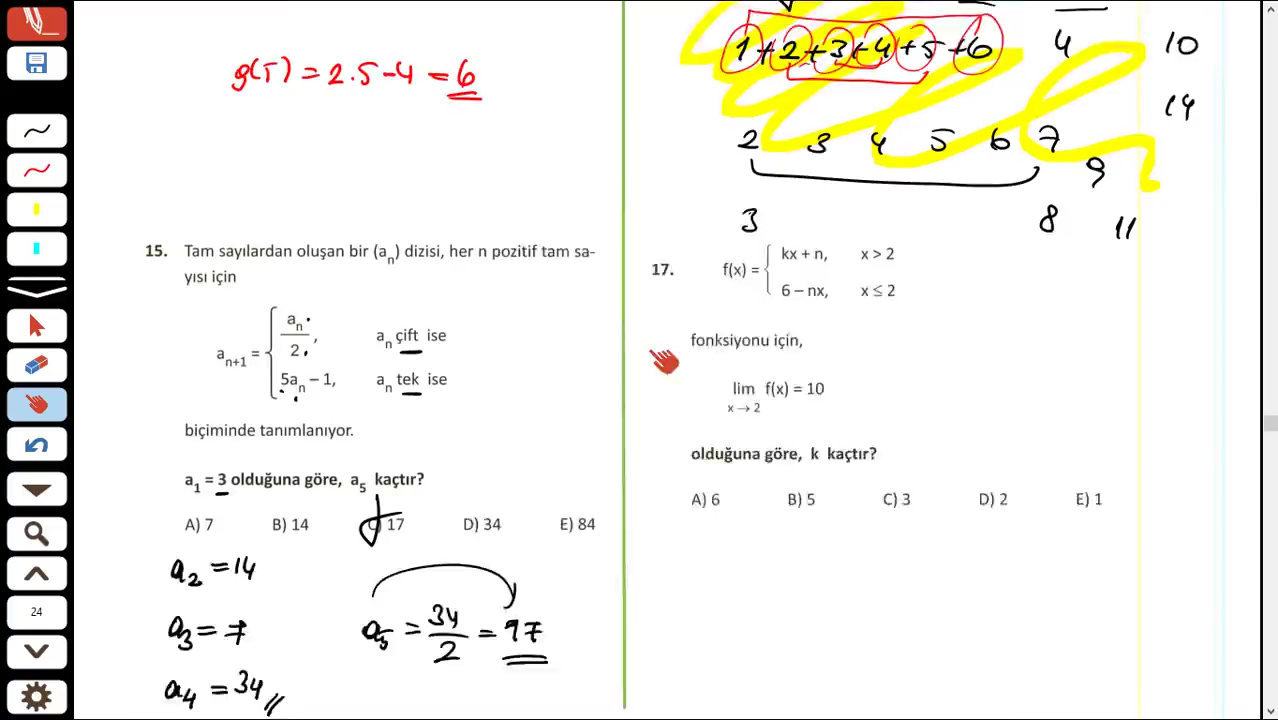 g(5) = 2.5 - 4 = 6
15. Tam sayılardan oluşan bir (aₙ) dizisi, her n pozitif tam sa-
yısı için
aₙ₊₁ = { aₙ/2, aₙ çift ise
5aₙ – 1, aₙ tek ise
biçiminde tanımlanıyor.
a₁ = 3 olduğuna göre, a₅ kaçtır?
A) 7 B) 14 C) 17 D) 34 E) 84
a₂ = 14
a₃ = 7
a₄ = 34
a₅ = 34/2 = 17
1+2+3+4+5+6 4 10
14
2 3 4 5 6 7
9
3 8 11
17. f(x) = { kx + n, x > 2
6 – nx, x ≤ 2
fonksiyonu için,
lim f(x) = 10
x → 2
olduğuna göre, k kaçtır?
A) 6 B) 5 C) 3 D) 2 E) 1
24